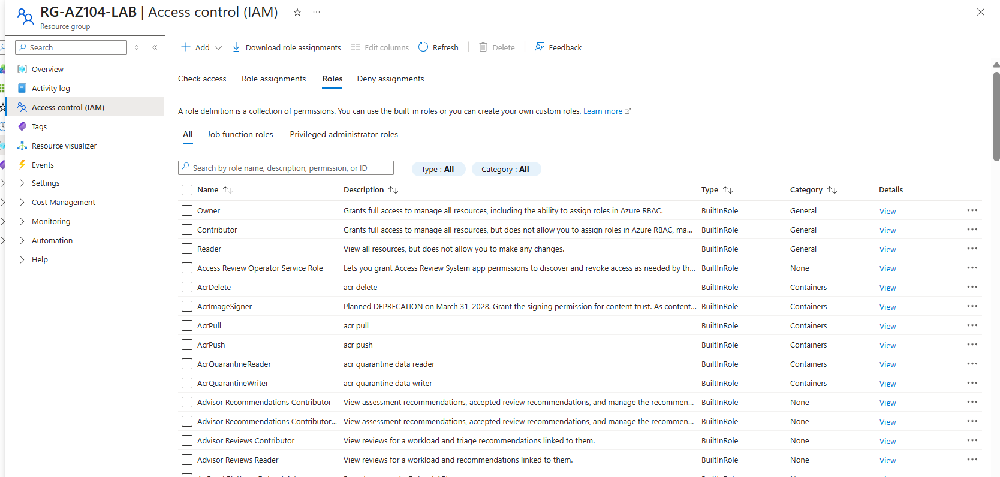 RG-AZ104-LAB | Access control (IAM)
Resource group
Search
Overview
Activity log
Access control (IAM)
Tags
Resource visualizer
Events
Settings
Cost Management
Monitoring
Automation
Help
Add Download role assignments Edit columns Refresh Delete Feedback
Check access Role assignments Roles Deny assignments
A role definition is a collection of permissions. You can use the built-in roles or you can create your own custom roles. Learn more
All Job function roles Privileged administrator roles
Search by role name, description, permission, or ID Type : All Category : All
Name Description Type Category Details
Owner Grants full access to manage all resources, including the ability to assign roles in Azure RBAC. BuiltInRole General View
Contributor Grants full access to manage all resources, but does not allow you to assign roles in Azure RBAC, ma... BuiltInRole General View
Reader View all resources, but does not allow you to make any changes. BuiltInRole General View
Access Review Operator Service Role Lets you grant Access Review System app permissions to discover and revoke access as needed by th... BuiltInRole None View
AcrDelete acr delete BuiltInRole Containers View
AcrImageSigner Planned DEPRECATION on March 31, 2028. Grant the signing permission for content trust. As content... BuiltInRole Containers View
AcrPull acr pull BuiltInRole Containers View
AcrPush acr push BuiltInRole Containers View
AcrQuarantineReader acr quarantine data reader BuiltInRole Containers View
AcrQuarantineWriter acr quarantine data writer BuiltInRole Containers View
Advisor Recommendations Contributor View assessment recommendations, accepted review recommendations, and manage the recommen... BuiltInRole None View
Advisor Recommendations Contributor... View assessment recommendations, accepted review recommendations, and manage the recommen... BuiltInRole None View
Advisor Reviews Contributor View reviews for a workload and triage recommendations linked to them. BuiltInRole None View
Advisor Reviews Reader View reviews for a workload and recommendations linked to them. BuiltInRole None View